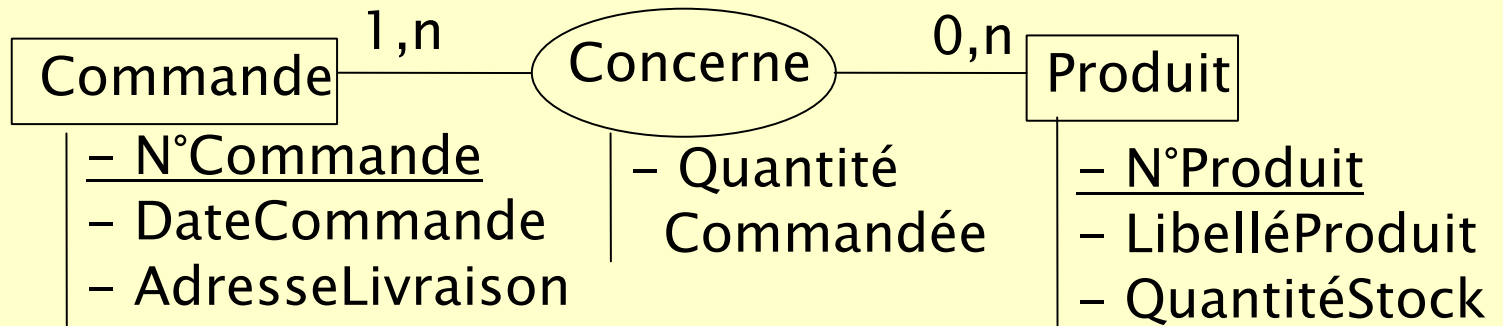 1,n
0,n
Commande
Concerne
Produit
– N°Commande
– DateCommande
– AdresseLivraison
– Quantité
Commandée
– N°Produit
– LibelléProduit
– QuantitéStock